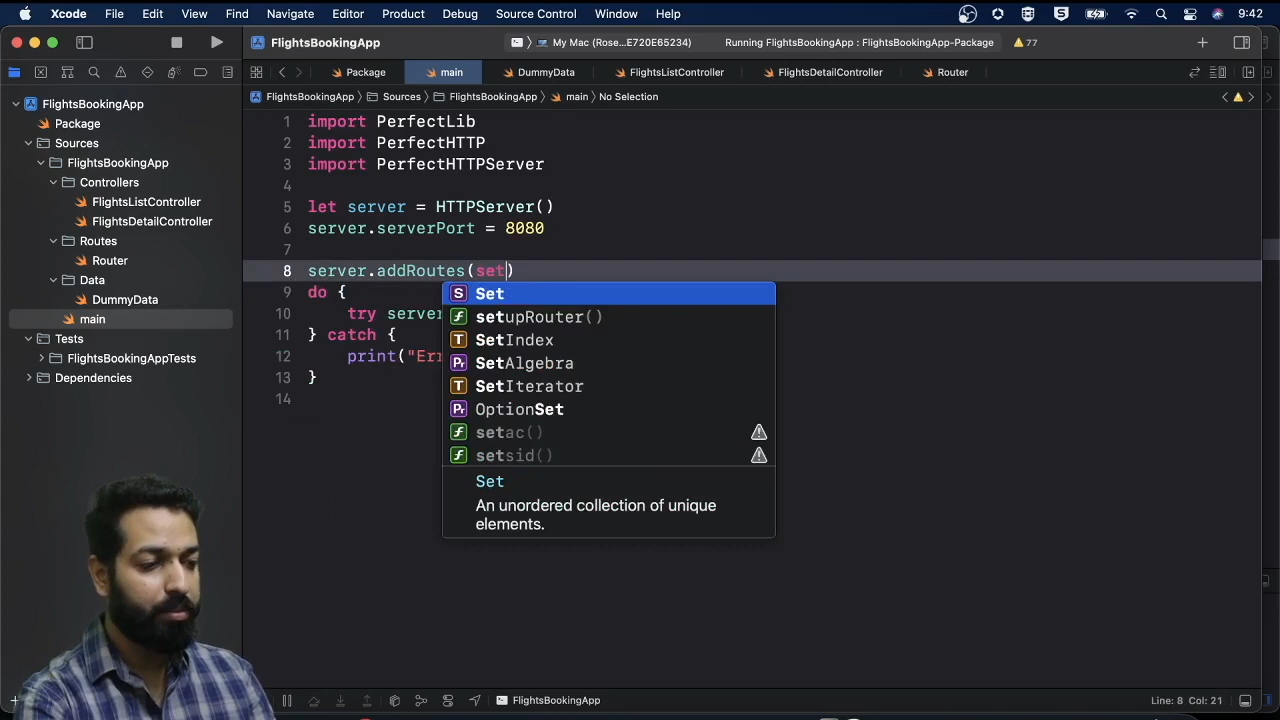 Xcode File Edit View Find Navigate Editor Product Debug Source Control Window Help 9:42
FlightsBookingApp My Mac (Rose...E720E65234) Running FlightsBookingApp : FlightsBookingApp-Package 77
Package main DummyData FlightsListController FlightsDetailController Router
FlightsBookingApp Sources FlightsBookingApp main No Selection
FlightsBookingApp
Package
Sources
FlightsBookingApp
Controllers
FlightsListController
FlightsDetailController
Routes
Router
Data
DummyData
main
Tests
FlightsBookingAppTests
Dependencies
1 import PerfectLib
2 import PerfectHTTP
3 import PerfectHTTPServer
4
5 let server = HTTPServer()
6 server.serverPort = 8080
7
8 server.addRoutes(set)
9 do {
10 try server
11 } catch {
12 print("Err
13 }
14
S Set
f setupRouter()
T SetIndex
Pr SetAlgebra
T SetIterator
Pr OptionSet
f setac()
f setsid()
Set
An unordered collection of unique
elements.
FlightsBookingApp
Line: 8 Col: 21